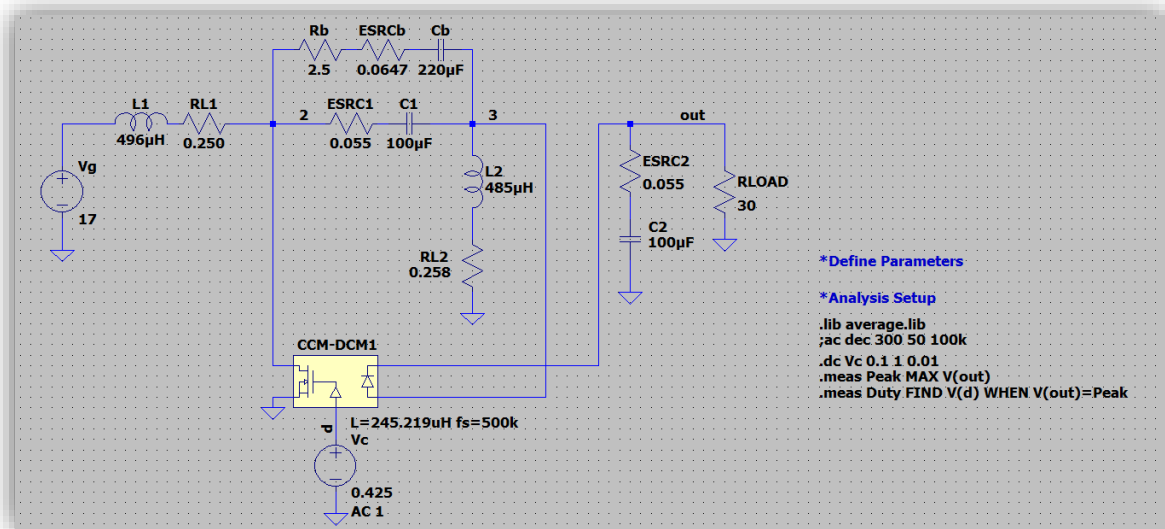 Rb ESRCb Cb
2.5 0.0647 220µF
L1 RL1 2 ESRC1 C1 3 out
496µH 0.250 0.055 100µF
Vg
17
L2
485µH
RL2
0.258
ESRC2
0.055
RLOAD
30
C2
100µF
*Define Parameters
*Analysis Setup
.lib average.lib
;ac dec 300 50 100k
.dc Vc 0.1 1 0.01
.meas Peak MAX V(out)
.meas Duty FIND V(d) WHEN V(out)=Peak
CCM-DCM1
d
L=245.219uH fs=500k
Vc
0.425
AC 1